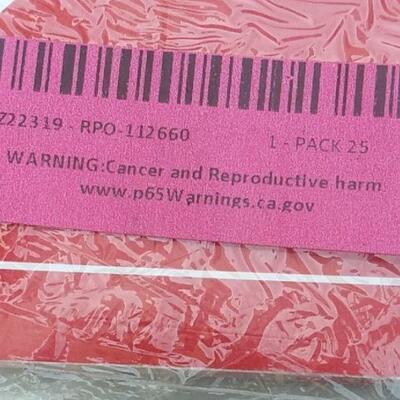 Z22319 - RPO-112660 1 - PACK 25
WARNING:Cancer and Reproductive harm
www.p65Warnings.ca.gov